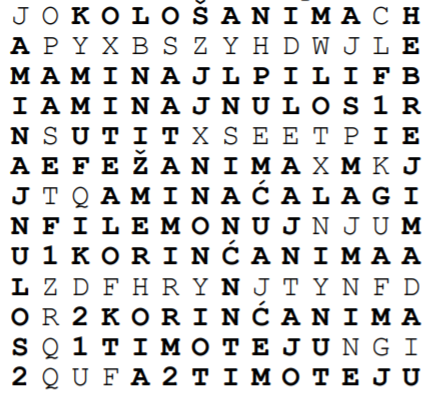 J O K O L O Š A N I M A C H
A P Y X B S Z Y H D W J L E
M A M I N A J L P I L I F B
I A M I N A J N U L O S 1 R
N S U T I T X S E E T P I E
A E F E Ž A N I M A X M K J
J T Q A M I N A Ć A L A G I
N F I L E M O N U J N J U M
U 1 K O R I N Ć A N I M A A
L Z D F H R Y N J T Y N F D
O R 2 K O R I N Ć A N I M A
S Q 1 T I M O T E J U N G I
2 Q U F A 2 T I M O T E J U